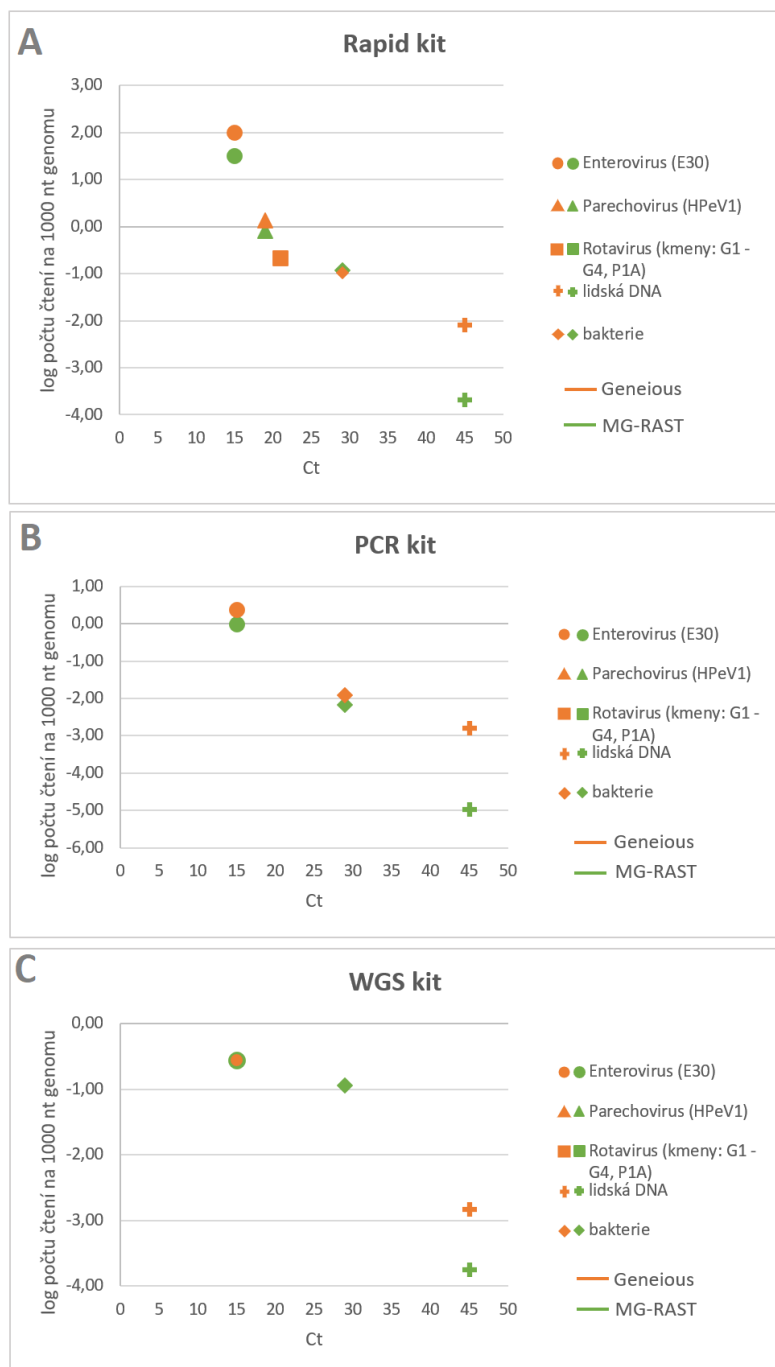 A
Rapid kit
log počtu čtení na 1000 nt genomu
3,00
2,00
1,00
0,00
-1,00
-2,00
-3,00
-4,00
0 5 10 15 20 25 30 35 40 45 50
Ct
Enterovirus (E30)
Parechovirus (HPeV1)
Rotavirus (kmeny: G1 -
G4, P1A)
lidská DNA
bakterie
Geneious
MG-RAST
B
PCR kit
log počtu čtení na 1000 nt genomu
1,00
0,00
-1,00
-2,00
-3,00
-4,00
-5,00
-6,00
0 5 10 15 20 25 30 35 40 45 50
Ct
Enterovirus (E30)
Parechovirus (HPeV1)
Rotavirus (kmeny: G1 -
G4, P1A)
lidská DNA
bakterie
Geneious
MG-RAST
C
WGS kit
log počtu čtení na 1000 nt genomu
0,00
-1,00
-2,00
-3,00
-4,00
0 5 10 15 20 25 30 35 40 45 50
Ct
Enterovirus (E30)
Parechovirus (HPeV1)
Rotavirus (kmeny: G1 -
G4, P1A)
lidská DNA
bakterie
Geneious
MG-RAST